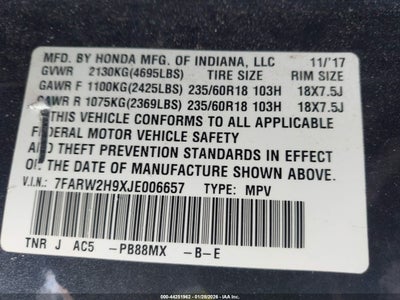 MFD. BY HONDA MFG. OF INDIANA, LLC 11/'17
GVWR 2130KG(4695LBS) TIRE SIZE RIM SIZE
GAWR F 1100KG(2425LBS) 235/60R18 103H 18X7.5J
GAWR R 1075KG(2369LBS) 235/60R18 103H 18X7.5J
THIS VEHICLE CONFORMS TO ALL APPLICABLE
FEDERAL MOTOR VEHICLE SAFETY
AND THEFT PREVENTION STANDARDS IN EFFECT
ON THE DATE OF MANUFACTURE SHOWN ABOVE.
V.I.N.: 7FARW2H9XJE006657 TYPE: MPV
TNR J AC5 -PB88MX -B-E
000-44251962 - 01/28/2026 - IAAI.COM